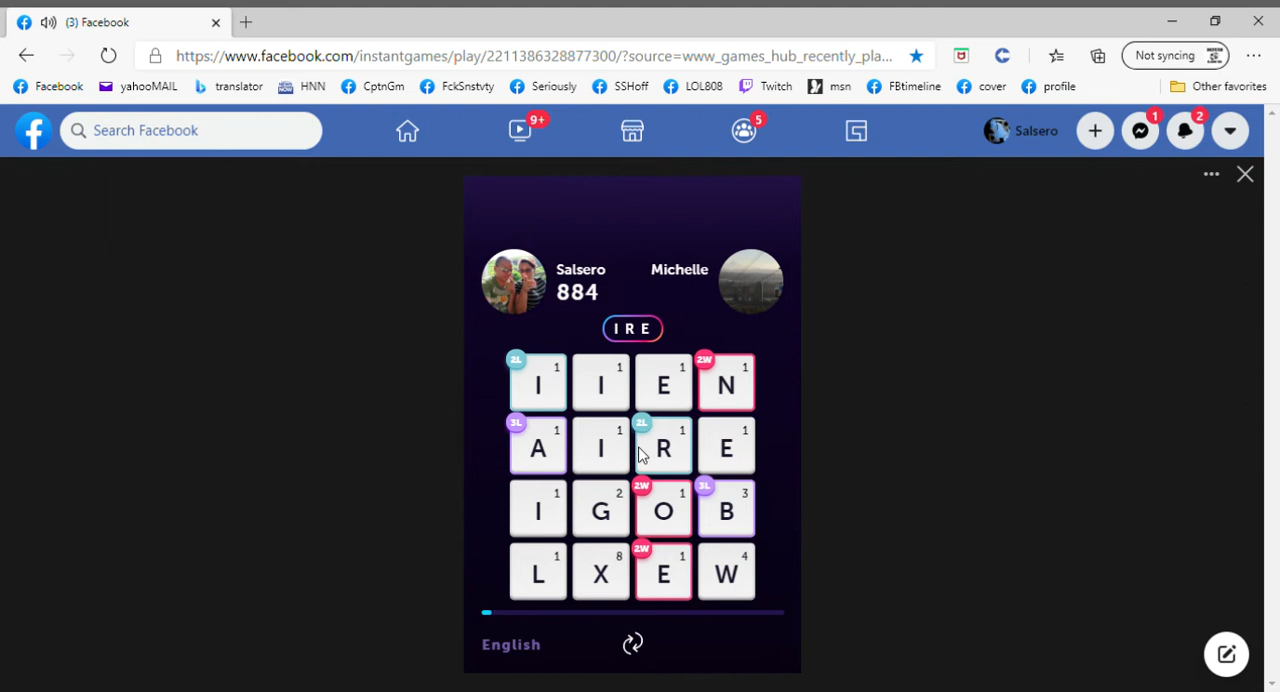 (3) Facebook
https://www.facebook.com/instantgames/play/2211386328877300/?source=www_games_hub_recently_pla...
Not syncing
Facebook yahooMAIL translator HNN CptnGm FckSnstvty Seriously SSHoff LOL808 Twitch msn FBtimeline cover profile Other favorites
Search Facebook 9+ 5 Salsero 1 2
Salsero Michelle
884
IRE
2L I 1 I 1 E 1 2W N 1
3L A 1 I 1 2L R 1 E 1
I 1 G 2 2W O 1 3L B 3
L 1 X 8 2W E 1 W 4
English